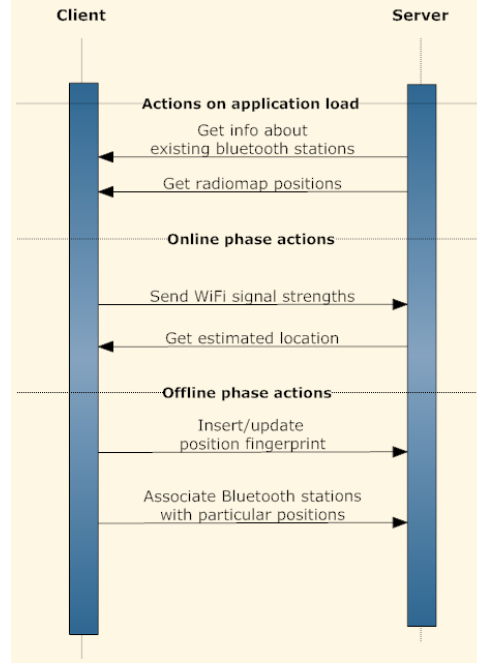 Client
Server
Actions on application load
Get info about
existing bluetooth stations
Get radiomap positions
Online phase actions
Send WiFi signal strengths
Get estimated location
Offline phase actions
Insert/update
position fingerprint
Associate Bluetooth stations
with particular positions